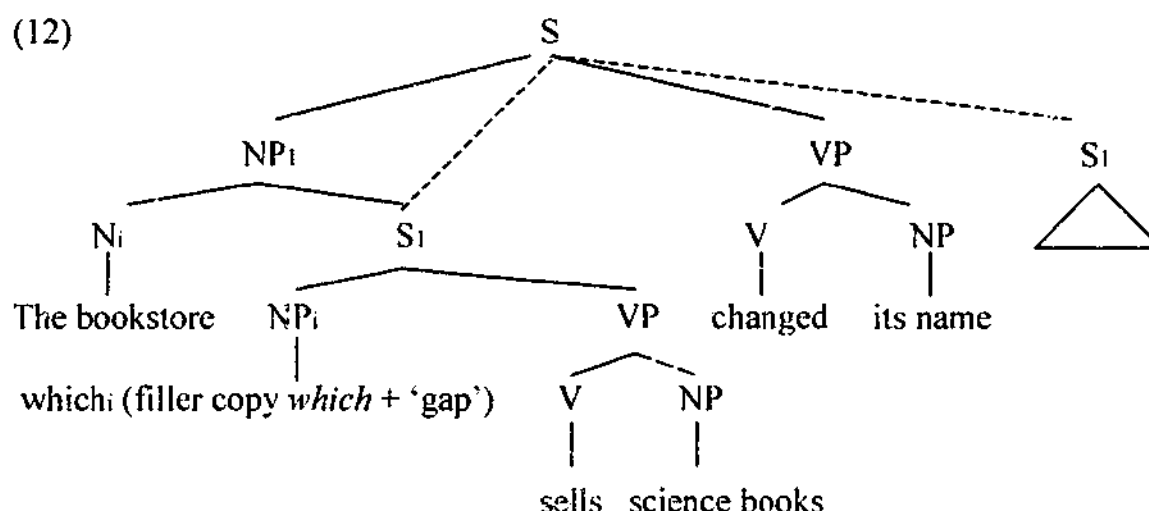 (12) S
NP1 VP S1
Ni S1 V NP
The bookstore NPi VP changed its name
whichi (filler copy which + ‘gap’) V NP
sells science books